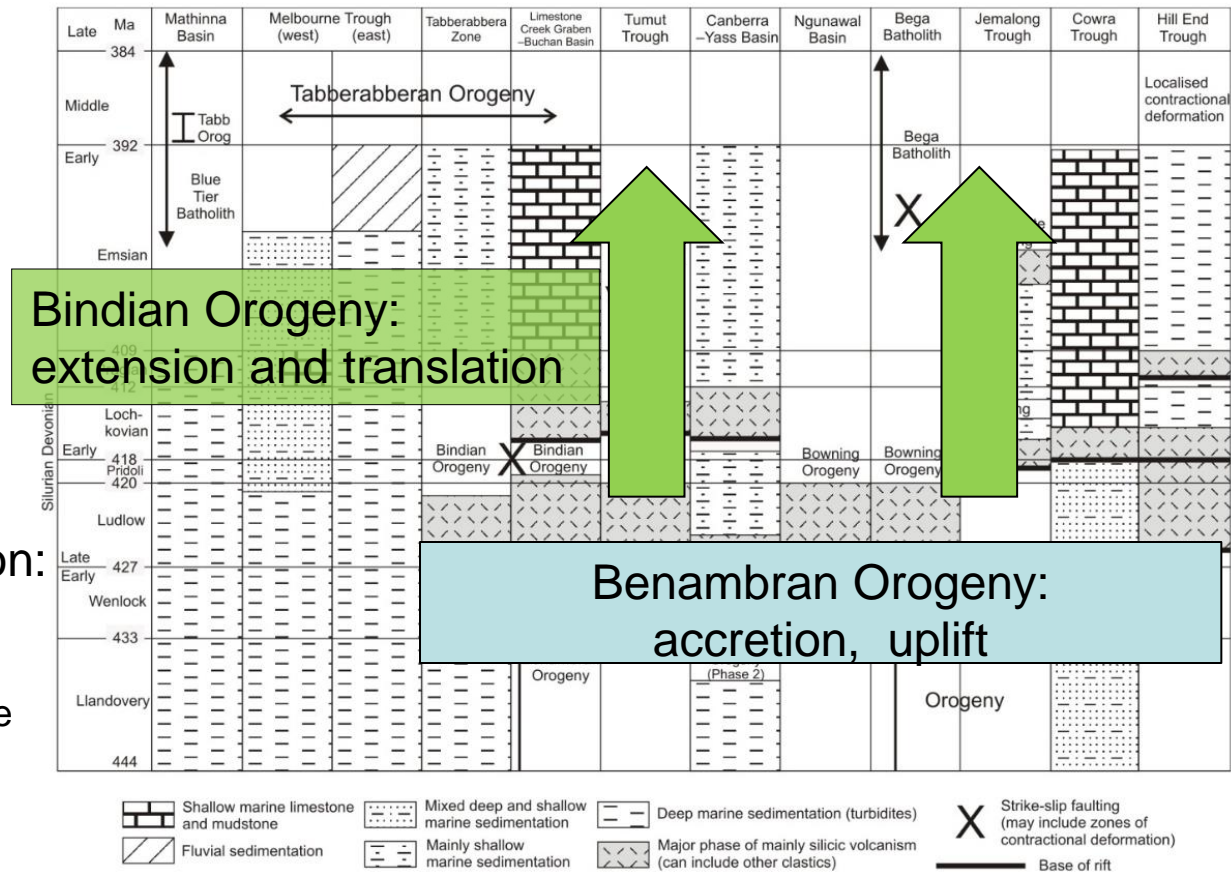 Late Ma
Mathinna Basin
Melbourne Trough
(west) (east)
Tabberabbera Zone
Limestone Creek Graben –Buchan Basin
Tumut Trough
Canberra –Yass Basin
Ngunawal Basin
Bega Batholith
Jemalong Trough
Cowra Trough
Hill End Trough
384
Middle
Tabberabberan Orogeny
Tabb Orog
Localised contractional deformation
392
Early
Blue Tier Batholith
Bega Batholith
Emsian
Bindian Orogeny:
extension and translation
409
412
Silurian Devonian
Loch-
kovian
Early
418
Pridoli
420
Bindian Orogeny
Bindian Orogeny
Bowning Orogeny
Bowning Orogeny
Ludlow
on:
Late
427
Early
Wenlock
Benambran Orogeny:
accretion, uplift
433
Orogeny
(Phase 2)
Orogeny
Llandovery
e
444
Shallow marine limestone
and mudstone
Fluvial sedimentation
Mixed deep and shallow
marine sedimentation
Mainly shallow
marine sedimentation
Deep marine sedimentation (turbidites)
Major phase of mainly silicic volcanism
(can include other clastics)
Strike-slip faulting
(may include zones of
contractional deformation)
Base of rift